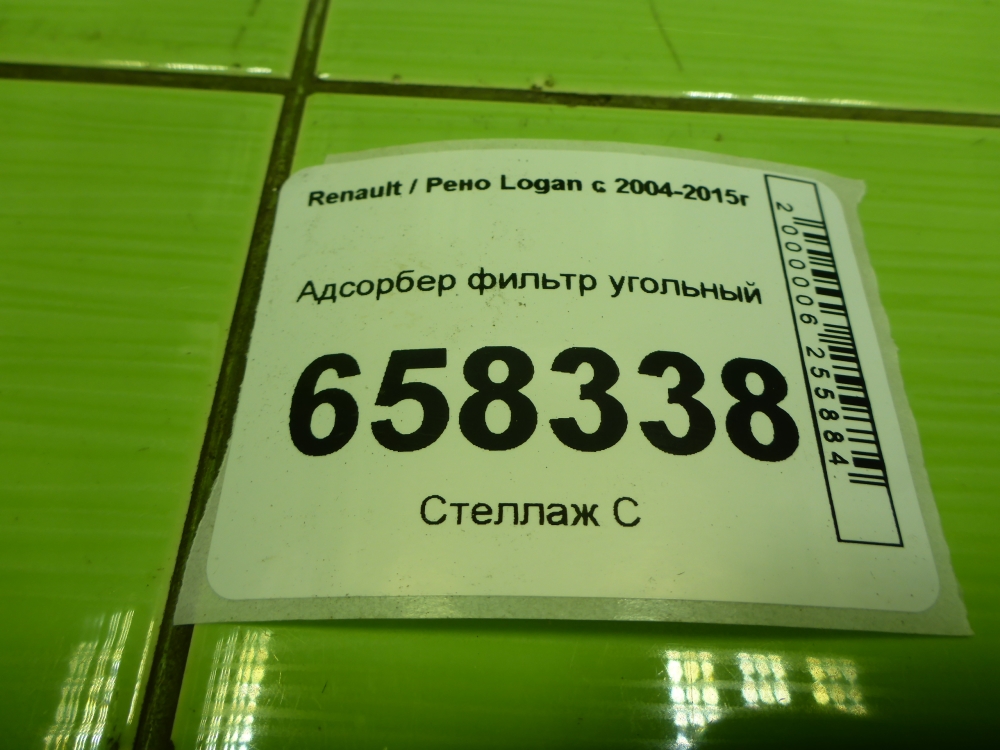 Renault / Рено Logan с 2004-2015г
Адсорбер фильтр угольный
658338
Стеллаж С
2000006255884